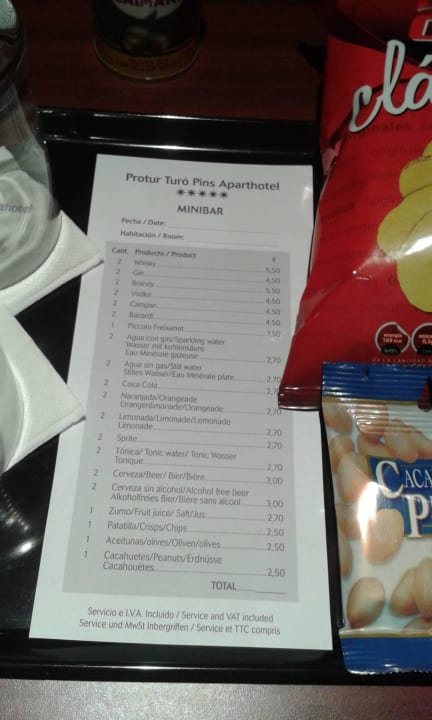 Protur Turó Pins Aparthotel
*****
MINIBAR
Fecha / Date:
Habitación / Room:
Cant. Producto / Product €
2 Whisky 5,50
2 Gin 4,50
2 Brandy 5,50
2 Vodka 4,50
2 Campari 4,50
2 Bacardi 4,50
1 Piccolo Freixenet 7,50
2 Agua con gas/Sparkling water
Wasser mit kohlensäure
Eau Minérale gazeuse 2,70
2 Agua sin gas/Still water
Stilles Wasser/Eau Minérale plate 2,70
2 Coca Cola 2,70
2 Naranjada/Orangeade
Orangenlimonade/Orangeade 2,70
2 Limonada/Limonade/Lemonade
Limonade 2,70
2 Sprite 2,70
2 Tónica/ Tonic water/ Tonic Wasser
Tonique 2,70
2 Cerveza/Beer/ Bier/Bière 3,00
2 Cerveza sin alcohol/Alcohol free beer
Alkoholfreies Bier/Bière sans alcool 3,00
1 Zumo/Fruit juice/ Saft/Jus 2,70
1 Patatilla/Crisps/Chips 2,50
1 Aceitunas/olives/Oliven/olives 2,50
1 Cacahuetes/Peanuts/Erdnüsse
Cacahouètes 2,50
TOTAL
Servicio e I.V.A. Incluido / Service and VAT included
Service und MwSt Inbergriffen / Service et TTC compris
clá
energía
CACA
P